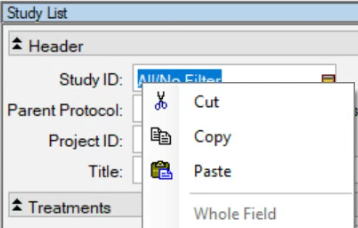 Study List
Header
Study ID: All/No Filter
Cut
Parent Protocol:
Copy
Project ID:
Title:
Paste
Treatments
Whole Field